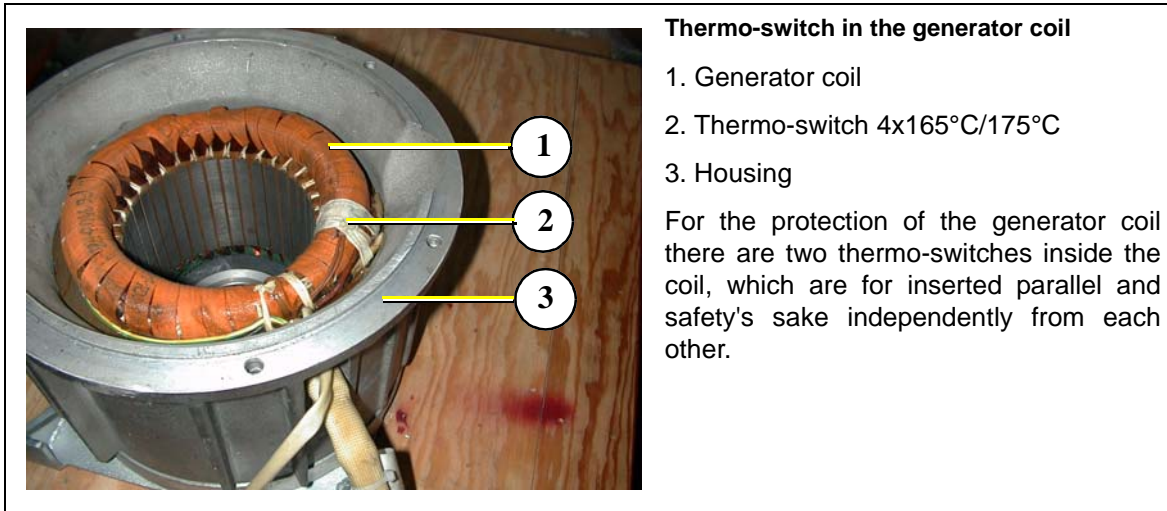 Thermo-switch in the generator coil
1. Generator coil
2. Thermo-switch 4x165°C/175°C
3. Housing
For the protection of the generator coil
there are two thermo-switches inside the
coil, which are for inserted parallel and
safety's sake independently from each
other.
1
2
3